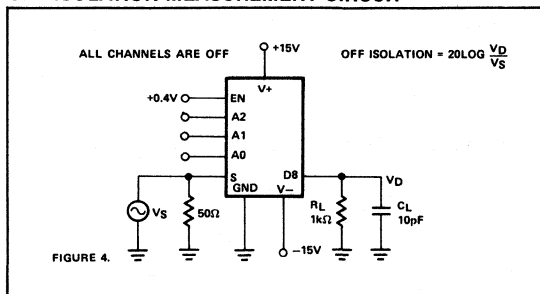 ALL CHANNELS ARE OFF
+15V
OFF ISOLATION = 20LOG VD/VS
V+
+0.4V
EN
A2
A1
A0
S
D8
VD
GND
V−
VS
50Ω
RL
1kΩ
CL
10pF
−15V
FIGURE 4.